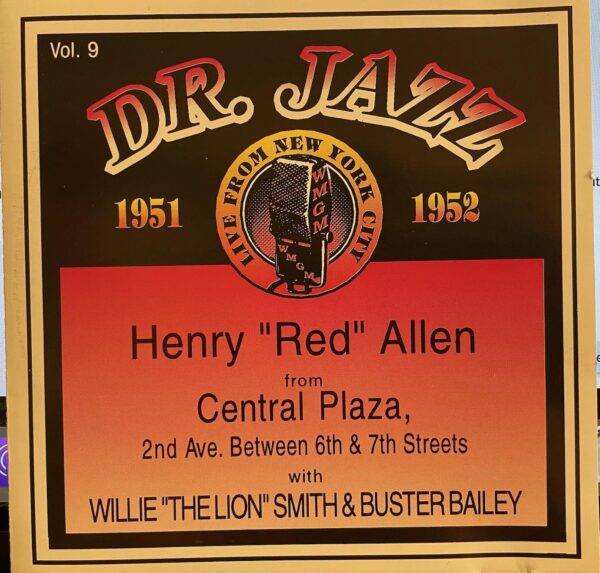 Vol. 9
DR. JAZZ
1951
LIVE FROM NEW YORK CITY
WMGM
WMGM
1952
Henry "Red" Allen
from
Central Plaza,
2nd Ave. Between 6th & 7th Streets
with
WILLIE "THE LION" SMITH & BUSTER BAILEY